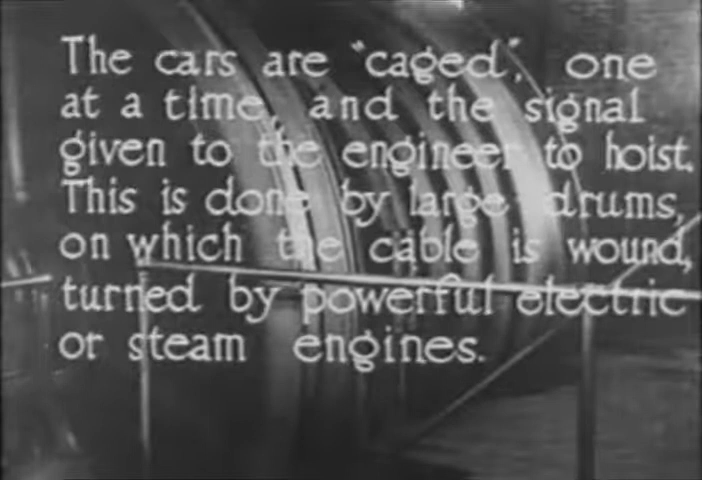 The cars are "caged", one
at a time, and the signal
given to the engineer to hoist.
This is done by large drums,
on which the cable is wound,
turned by powerful electric
or steam engines.